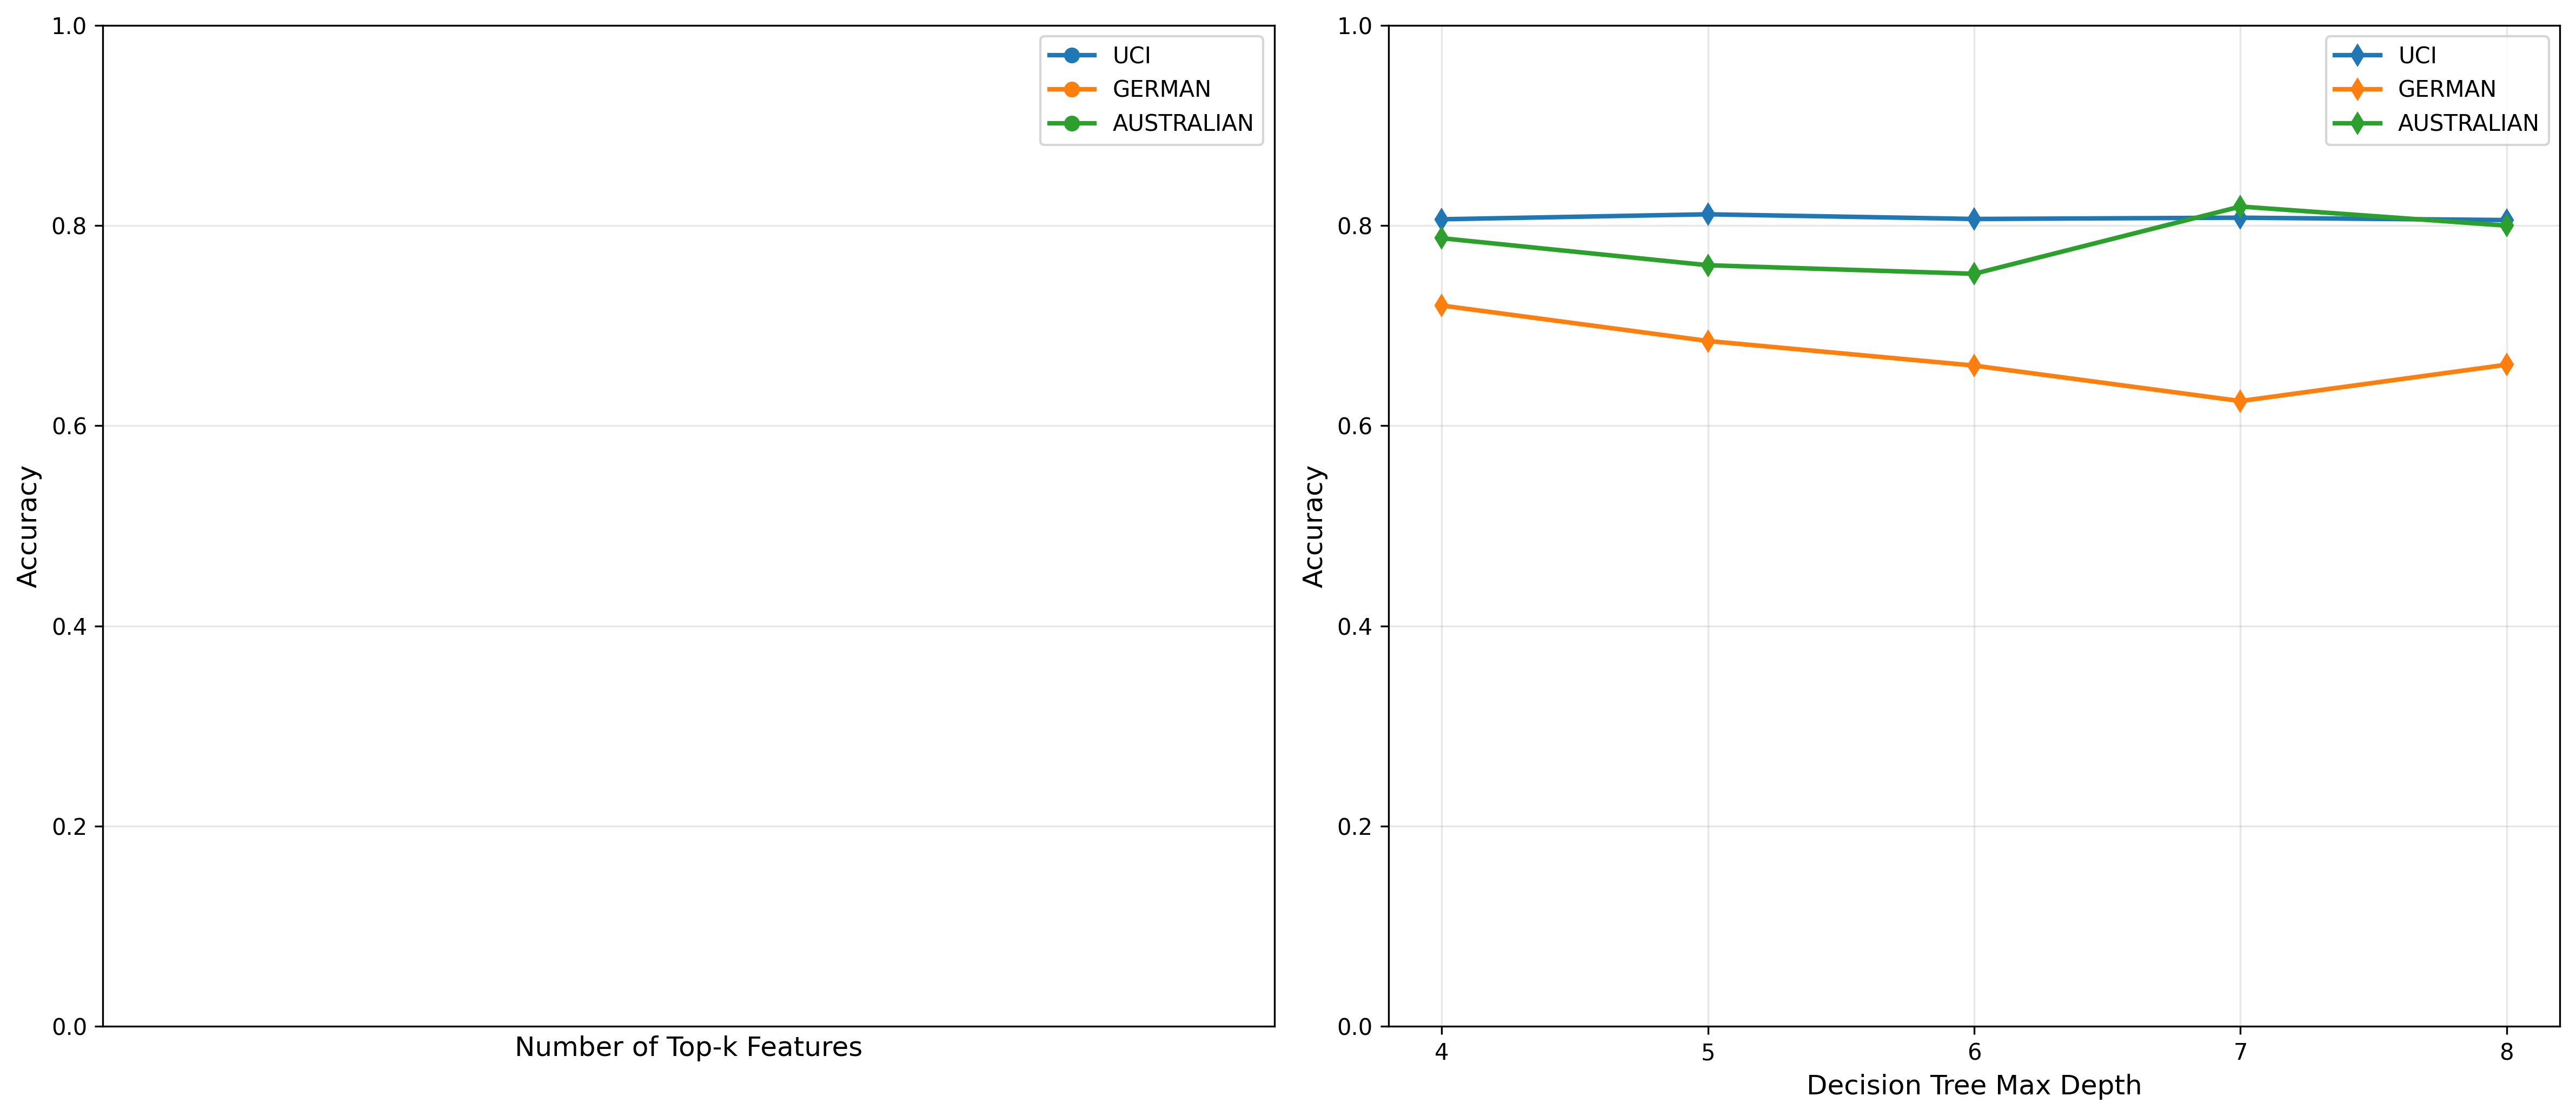 1.0
0.8
0.6
0.4
0.2
0.0
Accuracy
Number of Top-k Features
UCI
GERMAN
AUSTRALIAN
1.0
0.8
0.6
0.4
0.2
0.0
Accuracy
4 5 6 7 8
Decision Tree Max Depth
UCI
GERMAN
AUSTRALIAN